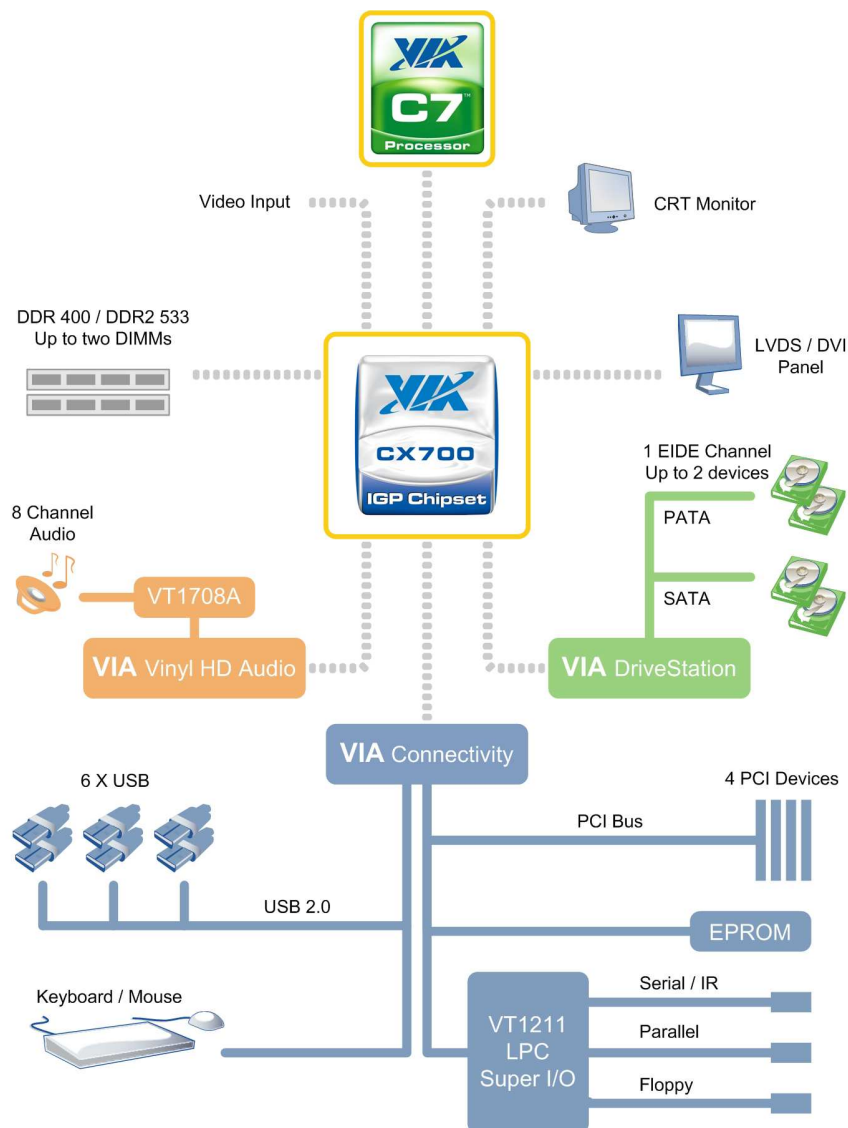 VIA
C7™
Processor
Video Input
CRT Monitor
DDR 400 / DDR2 533
Up to two DIMMs
LVDS / DVI
Panel
VIA
CX700
IGP Chipset
1 EIDE Channel
Up to 2 devices
PATA
SATA
8 Channel
Audio
VT1708A
VIA Vinyl HD Audio
VIA DriveStation
VIA Connectivity
6 X USB
4 PCI Devices
PCI Bus
USB 2.0
EPROM
Keyboard / Mouse
VT1211
LPC
Super I/O
Serial / IR
Parallel
Floppy